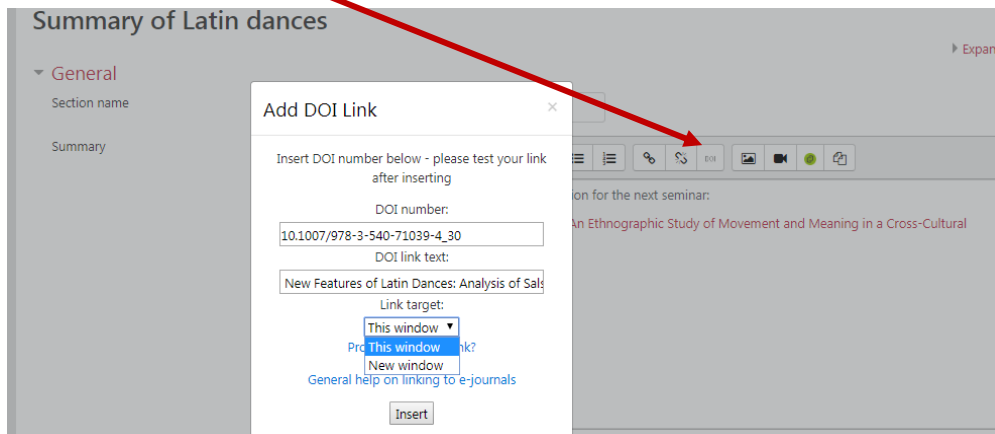 Summary of Latin dances
Expan
General
Section name
Summary
Add DOI Link
×
Insert DOI number below - please test your link
after inserting
DOI number:
10.1007/978-3-540-71039-4_30
DOI link text:
New Features of Latin Dances: Analysis of Sals
Link target:
This window
This window
New window
Pro
nk?
General help on linking to e-journals
Insert
DOI
ion for the next seminar:
An Ethnographic Study of Movement and Meaning in a Cross-Cultural